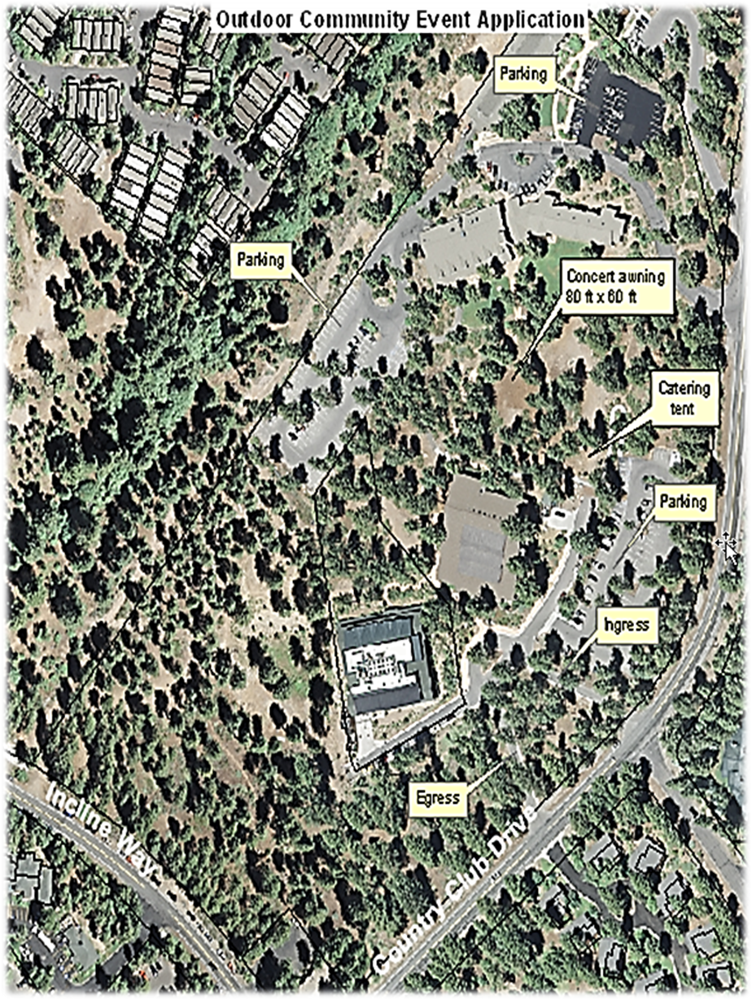 Outdoor Community Event Application
Parking
Parking
Concert awning
80 ft x 60 ft
Catering
tent
Parking
Ingress
Egress
Incline Way
Country Club Drive